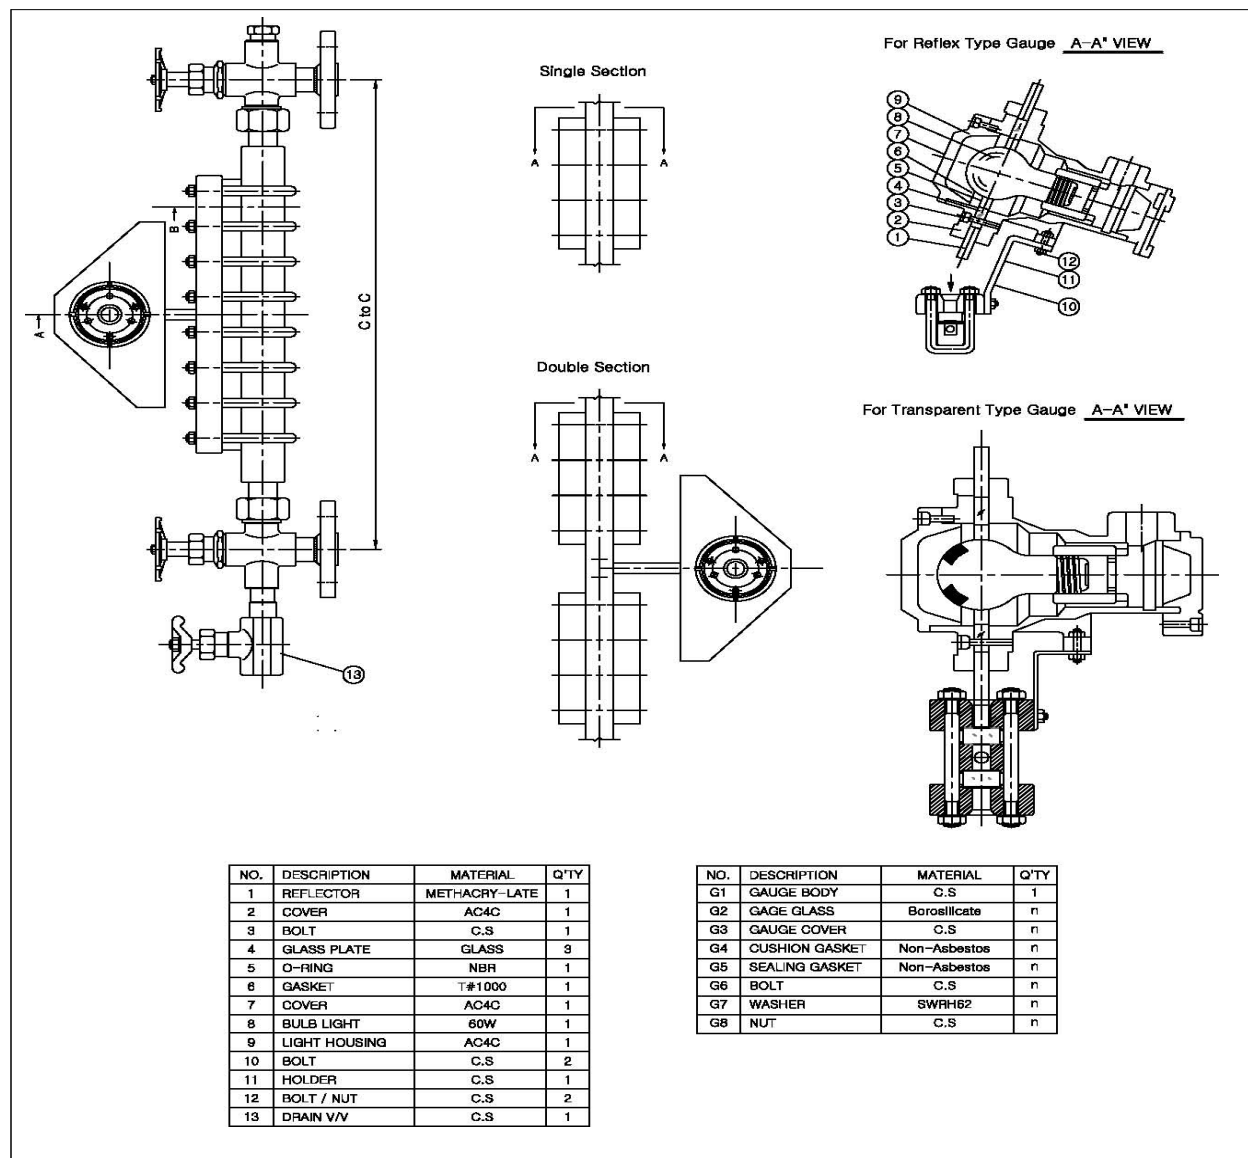 For Reflex Type Gauge A-A" VIEW
Single Section
A A
9
8
7
6
5
4
3
2
1
12
11
10
B
A
C to C
Double Section
A A
For Transparent Type Gauge A-A" VIEW
13
NO. DESCRIPTION MATERIAL Q'TY
1 REFLECTOR METHACRY-LATE 1
2 COVER AC4C 1
3 BOLT C.S 1
4 GLASS PLATE GLASS 3
5 O-RING NBR 1
6 GASKET T#1000 1
7 COVER AC4C 1
8 BULB LIGHT 60W 1
9 LIGHT HOUSING AC4C 1
10 BOLT C.S 2
11 HOLDER C.S 1
12 BOLT / NUT C.S 2
13 DRAIN V/V C.S 1
NO. DESCRIPTION MATERIAL Q'TY
G1 GAUGE BODY C.S 1
G2 GAGE GLASS Borosilicate n
G3 GAUGE COVER C.S n
G4 CUSHION GASKET Non-Asbestos n
G5 SEALING GASKET Non-Asbestos n
G6 BOLT C.S n
G7 WASHER SWRH62 n
G8 NUT C.S n